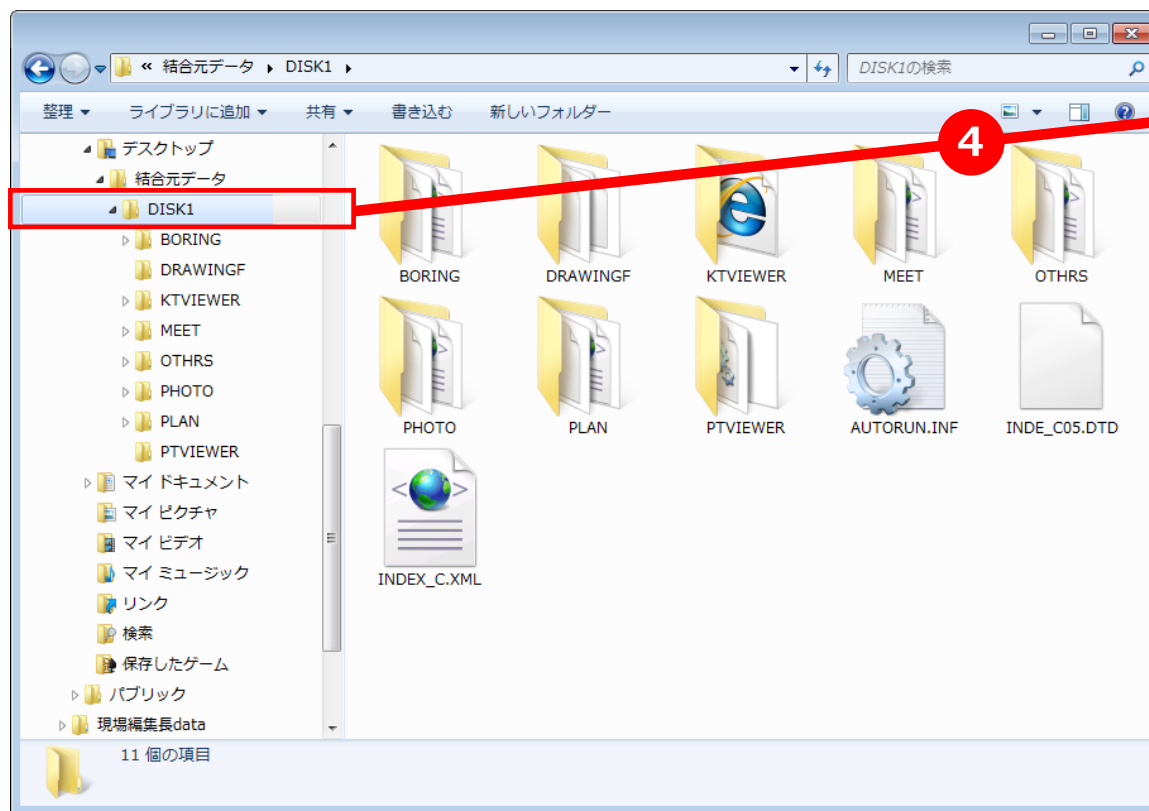 « 結合元データ ▸ DISK1 ▸
DISK1の検索
整理 ▼ ライブラリに追加 ▼ 共有 ▼ 書き込む 新しいフォルダー
4
デスクトップ
結合元データ
DISK1
BORING
DRAWINGF
KTVIEWER
MEET
OTHRS
PHOTO
PLAN
PTVIEWER
マイ ドキュメント
マイ ピクチャ
マイ ビデオ
マイ ミュージック
リンク
検索
保存したゲーム
パブリック
現場編集長data
BORING DRAWINGF KTVIEWER MEET OTHRS
PHOTO PLAN PTVIEWER AUTORUN.INF INDE_C05.DTD
INDEX_C.XML
11 個の項目